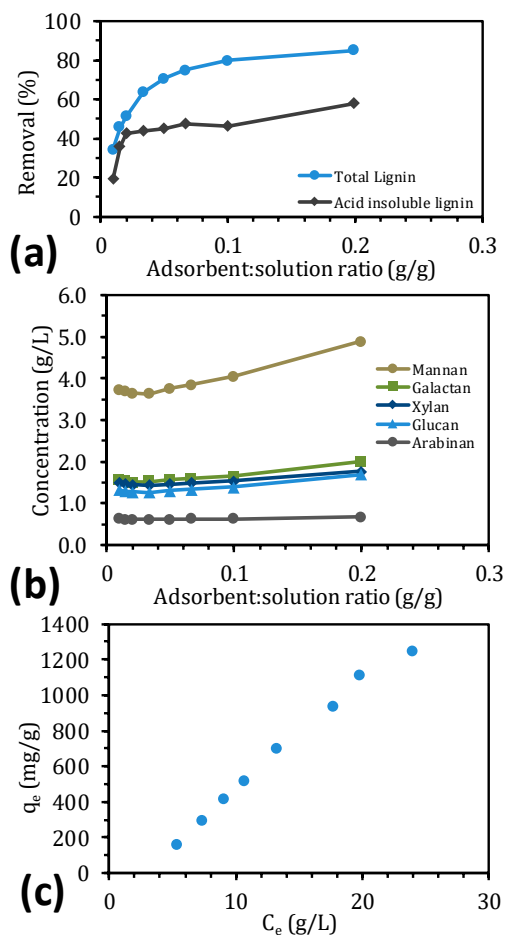 100
80
60
40
20
0
Removal (%)
Total Lignin
Acid insoluble lignin
0 0.1 0.2 0.3
(a)
Adsorbent:solution ratio (g/g)
6.0
5.0
4.0
3.0
2.0
1.0
0.0
Concentration (g/L)
Mannan
Galactan
Xylan
Glucan
Arabinan
0 0.1 0.2 0.3
(b)
Adsorbent:solution ratio (g/g)
1400
1200
1000
800
600
400
200
0
qe (mg/g)
0 10 20 30
(c)
Ce (g/L)